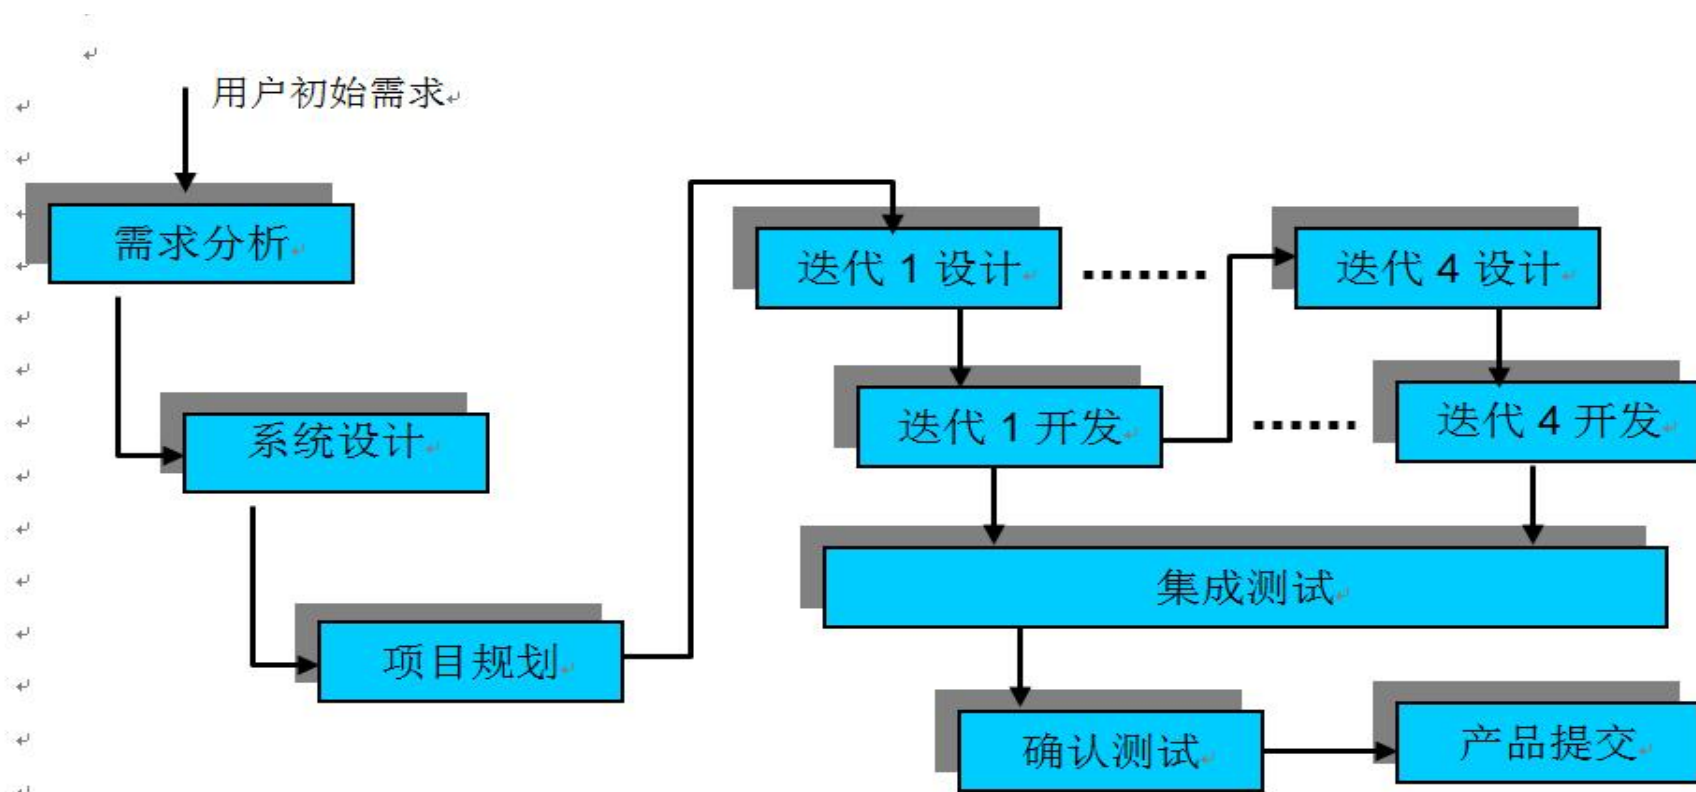 用户初始需求
需求分析
系统设计
项目规划
迭代 1 设计
迭代 4 设计
迭代 1 开发
迭代 4 开发
集成测试
确认测试
产品提交